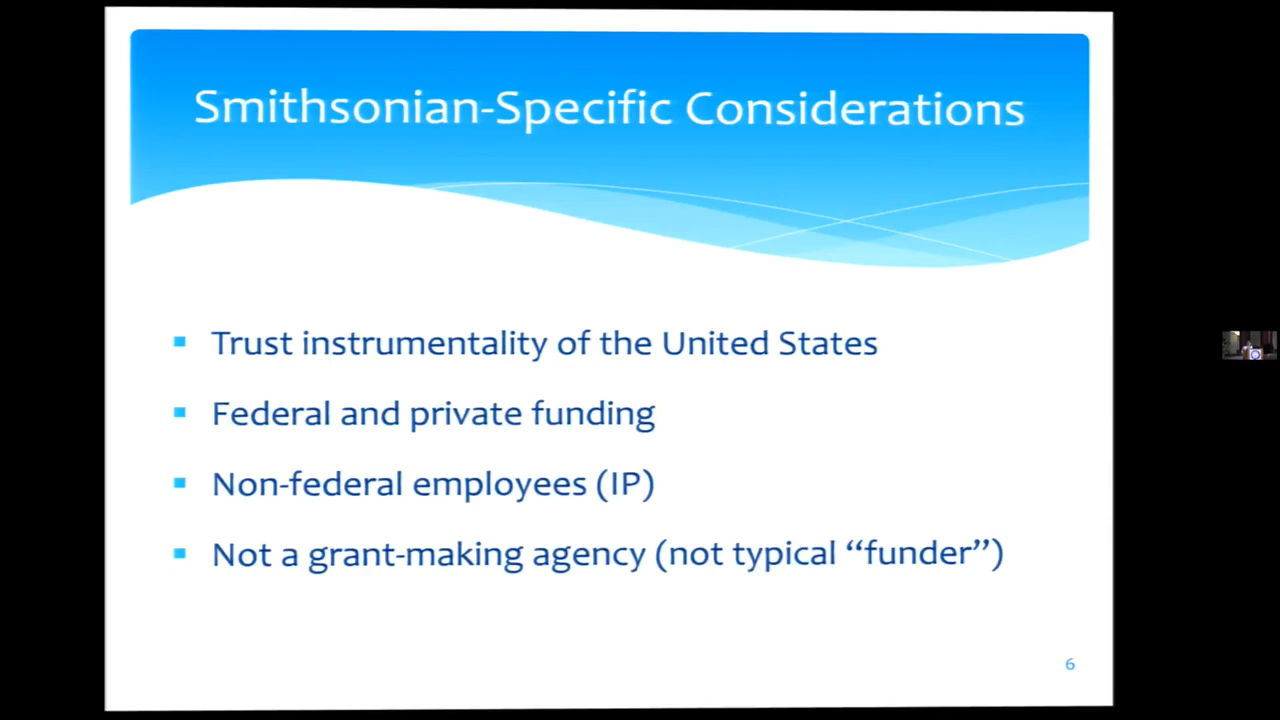 Smithsonian-Specific Considerations
Trust instrumentality of the United States
Federal and private funding
Non-federal employees (IP)
Not a grant-making agency (not typical “funder”)
6